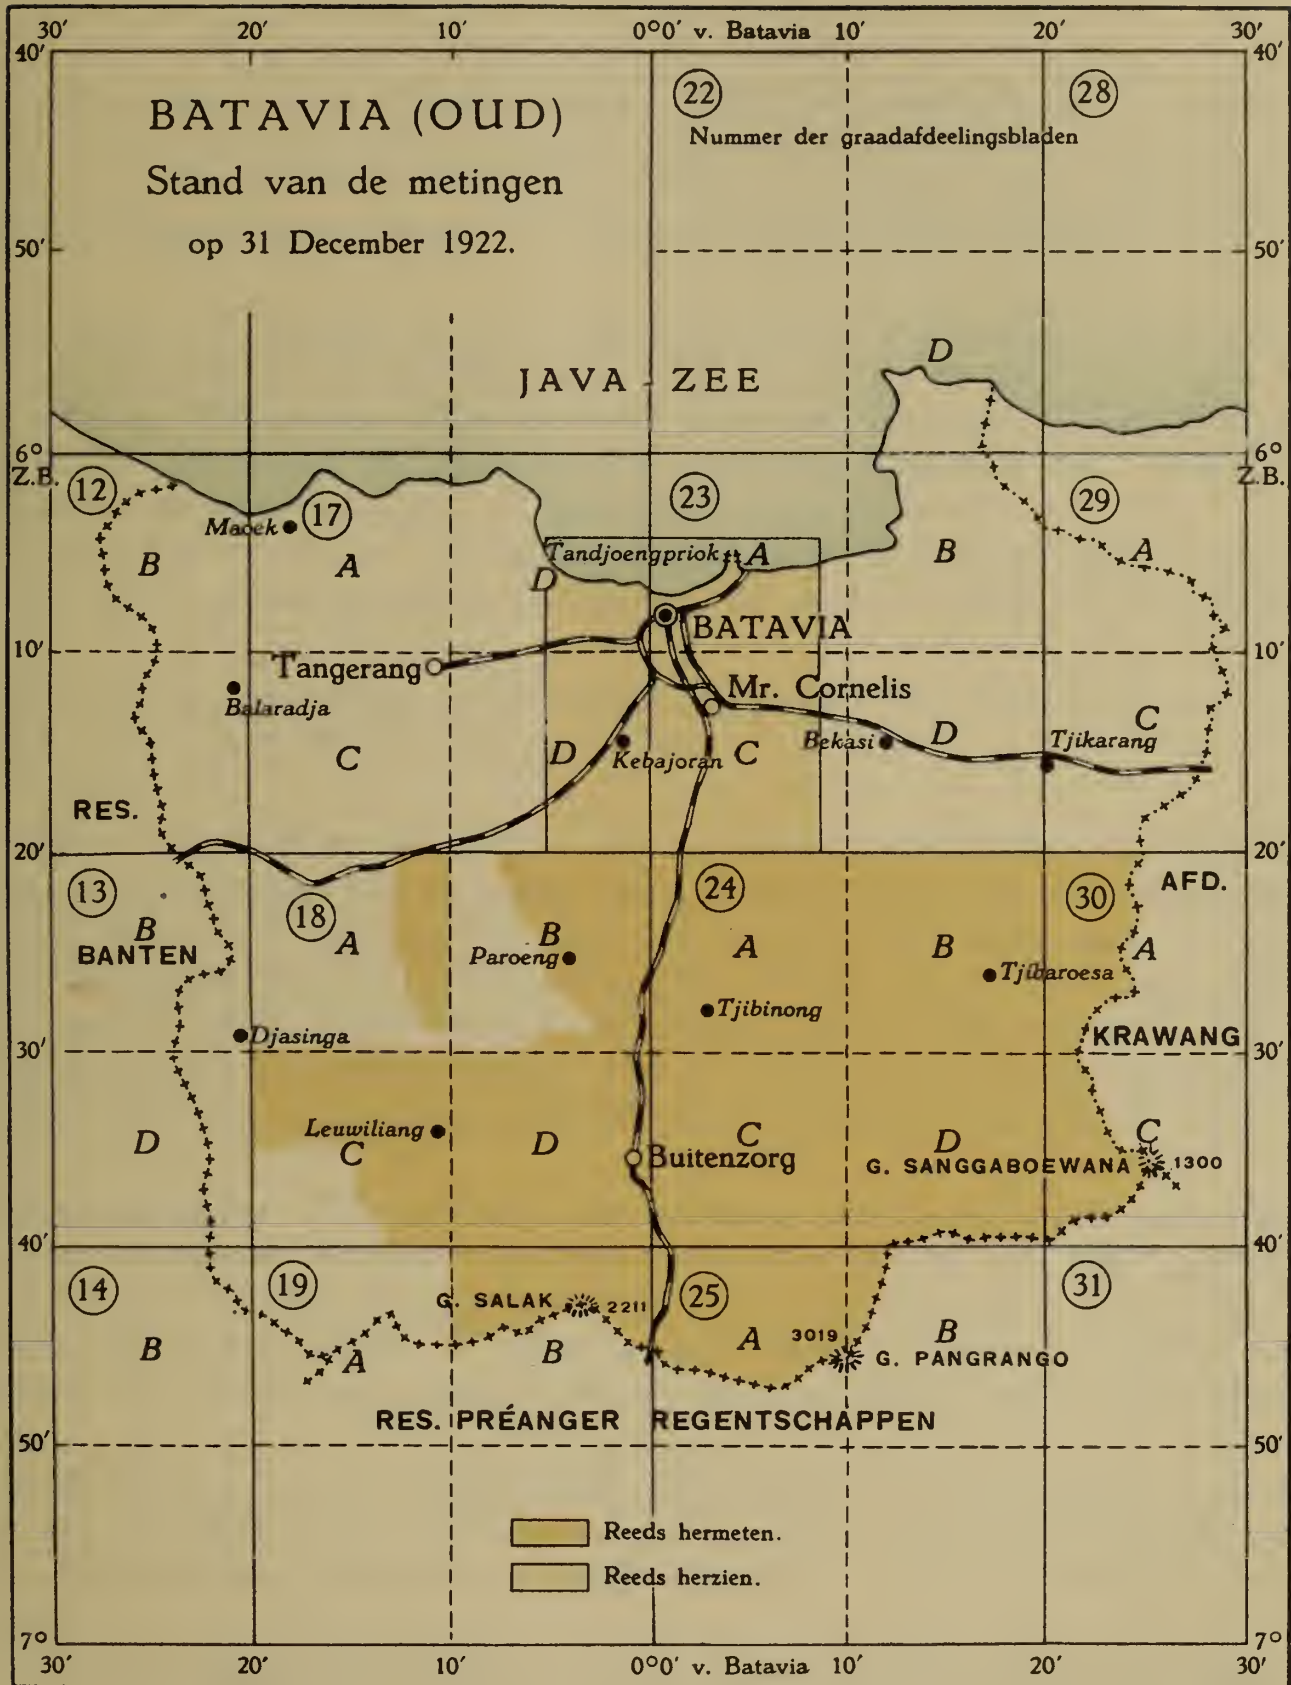 30′ 20′ 10′ 0°0′ v. Batavia 10′ 20′ 30′
40′ 40′
BATAVIA (OUD)
22 28
Nummer der graadafdeelingsbladen
Stand van de metingen
op 31 December 1922.
50′ 50′
D
JAVA ZEE
6° 6°
Z.B. 12 23 29 Z.B.
17
Maoek
Tandjoengpriok A B A
B A D
BATAVIA
10′ 10′
Tangerang
Mr. Cornelis
Balaradja
C D Kebajoran C Bekasi D C Tjikarang
RES.
20′ 20′
13 18 24 30 AFD.
B A B A B A
BANTEN Paroeng Tjibaroesa
Djasinga Tjibinong
KRAWANG
30′ 30′
Leuwiliang
D C D C D C
Buitenzorg G. SANGGABOEWANA 1300
40′ 40′
14 19 25 31
G. SALAK 2211
B A B A 3019 B
G. PANGRANGO
RES. PRÉANGER REGENTSCHAPPEN
50′ 50′
Reeds hermeten.
Reeds herzien.
7° 7°
30′ 20′ 10′ 0°0′ v. Batavia 10′ 20′ 30′